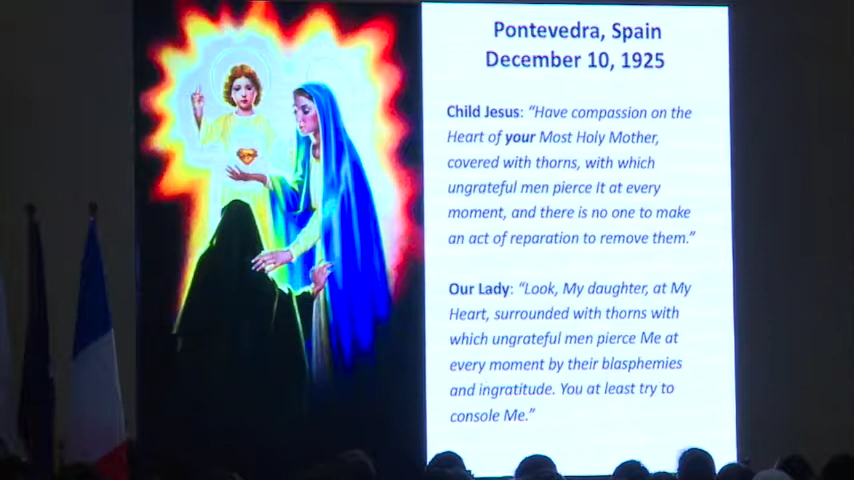 Pontevedra, Spain
December 10, 1925
Child Jesus: “Have compassion on the
Heart of your Most Holy Mother,
covered with thorns, with which
ungrateful men pierce It at every
moment, and there is no one to make
an act of reparation to remove them.”
Our Lady: “Look, My daughter, at My
Heart, surrounded with thorns with
which ungrateful men pierce Me at
every moment by their blasphemies
and ingratitude. You at least try to
console Me.”